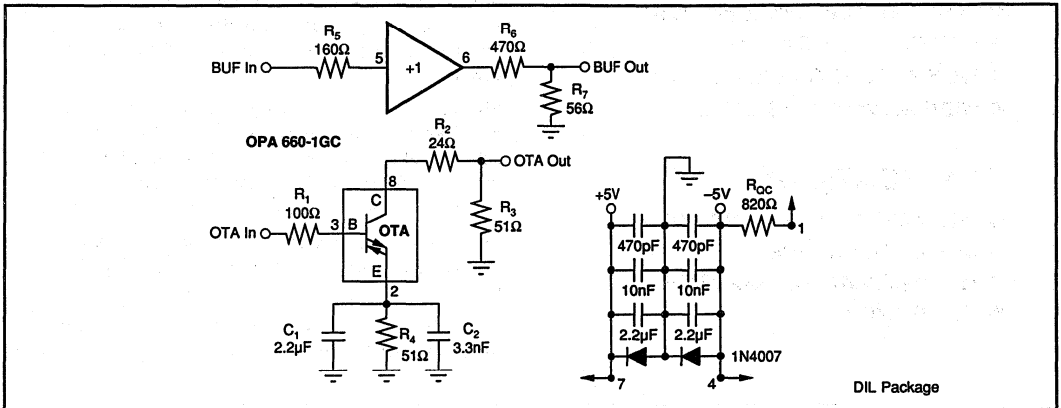 R5
160Ω
BUF In
5
+1
6
R6
470Ω
BUF Out
R7
56Ω
OPA 660-1GC
R2
24Ω
OTA Out
8
C
R1
100Ω
OTA In
3
B
OTA
R3
51Ω
E
2
C1
2.2µF
R4
51Ω
C2
3.3nF
+5V
–5V
RQC
820Ω
1
470pF
470pF
10nF
10nF
2.2µF
2.2µF
1N4007
7
4
DIL Package